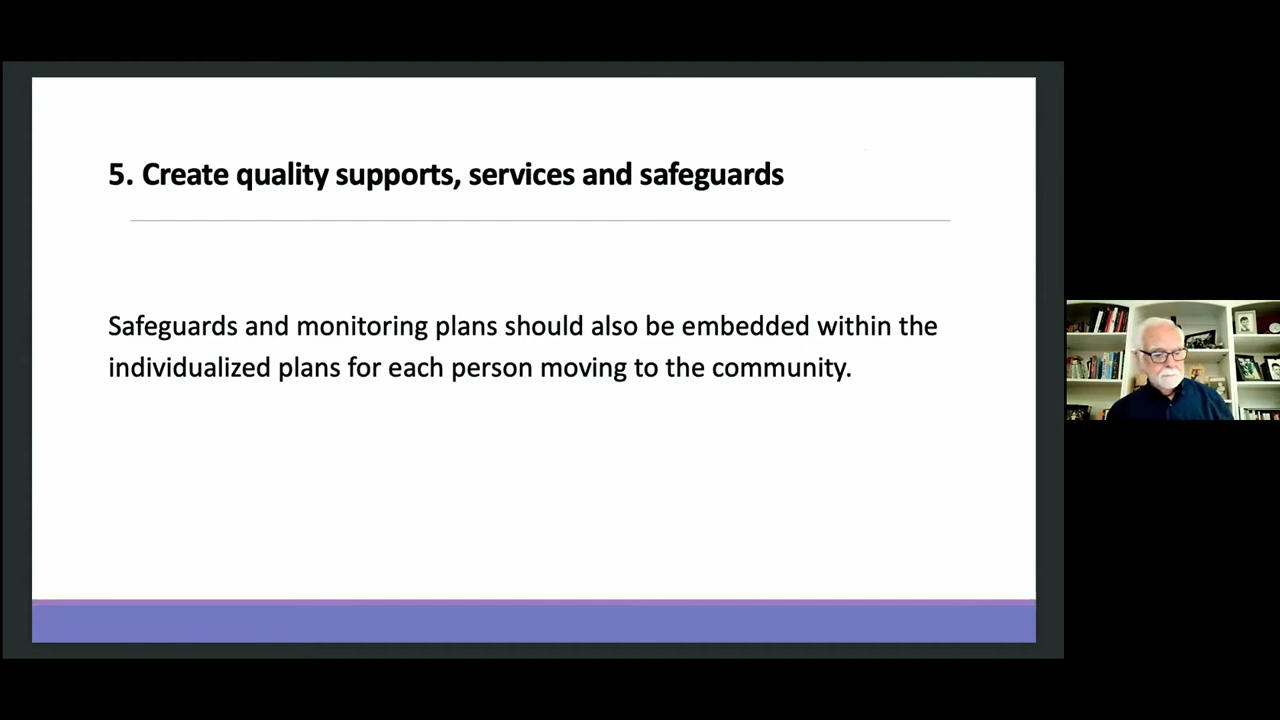 5. Create quality supports, services and safeguards
Safeguards and monitoring plans should also be embedded within the
individualized plans for each person moving to the community.